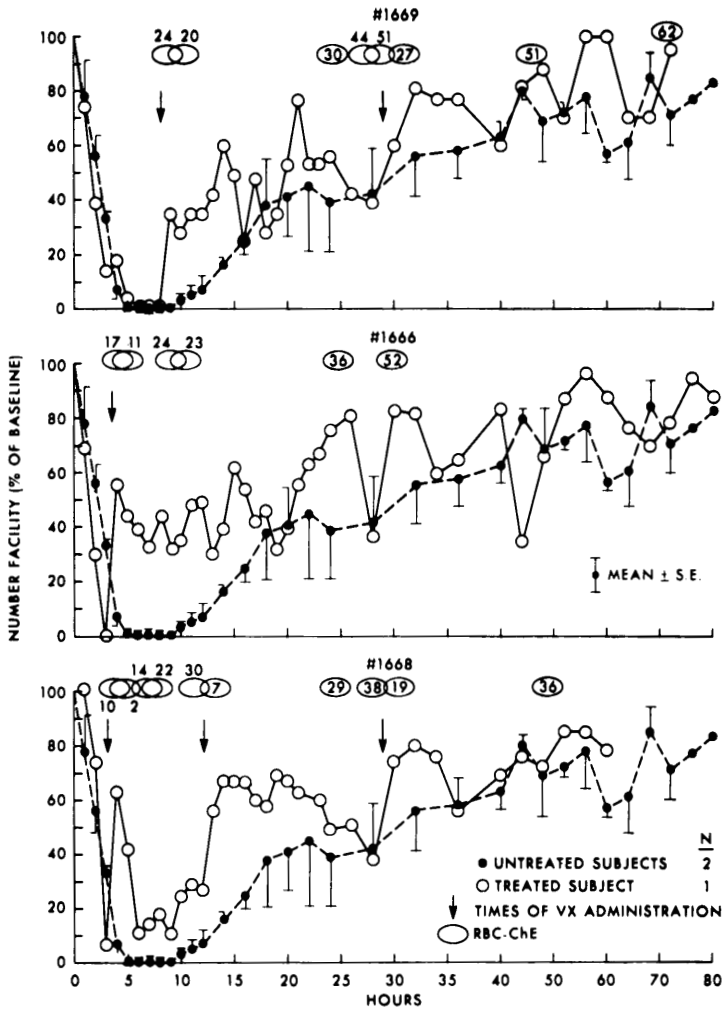 #1669
24 20 30 44 51 27 51 62
100
80
60
40
20
0
#1666
17 11 24 23 36 52
100
80
60
40
20
0
MEAN ± S.E.
NUMBER FACILITY (% OF BASELINE)
#1668
14 22 30 29 38 19 36
10 2 7
100
80
60
40
20
0
N
UNTREATED SUBJECTS 2
TREATED SUBJECT 1
TIMES OF VX ADMINISTRATION
RBC-ChE
0 5 10 15 20 25 30 35 40 50 60 70 80
HOURS